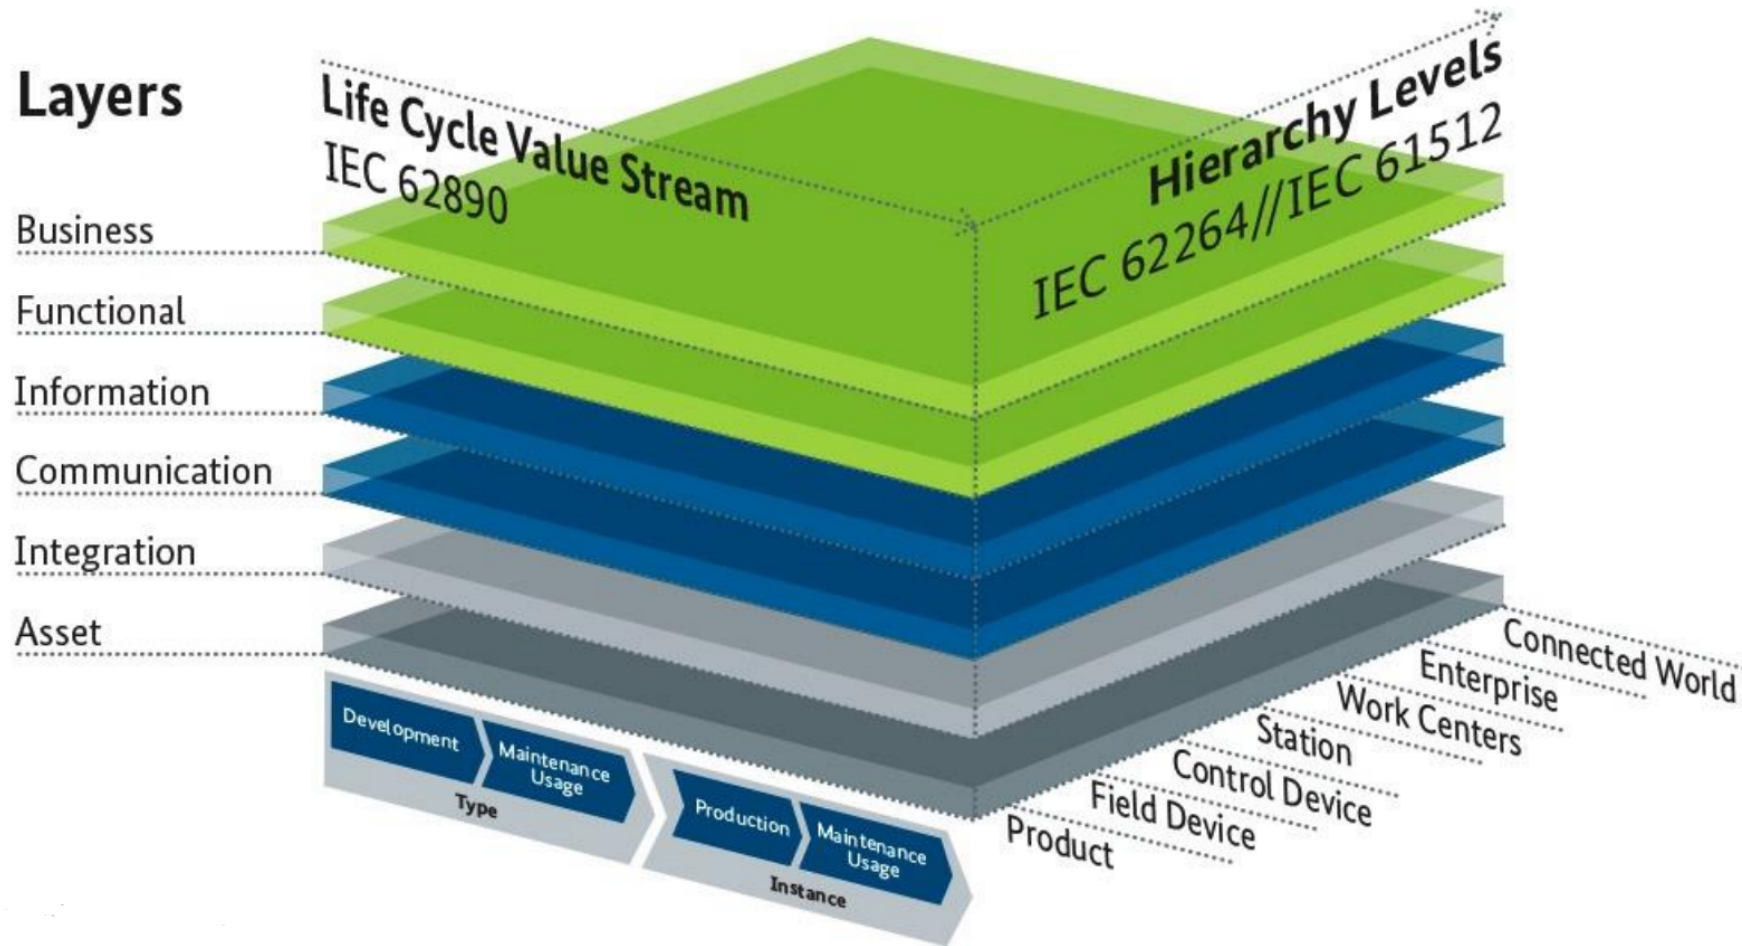 Layers
Life Cycle Value Stream
IEC 62890
Hierarchy Levels
IEC 62264//IEC 61512
Business
Functional
Information
Communication
Integration
Asset
Development
Maintenance
Usage
Type
Production
Maintenance
Usage
Instance
Connected World
Enterprise
Work Centers
Station
Control Device
Field Device
Product